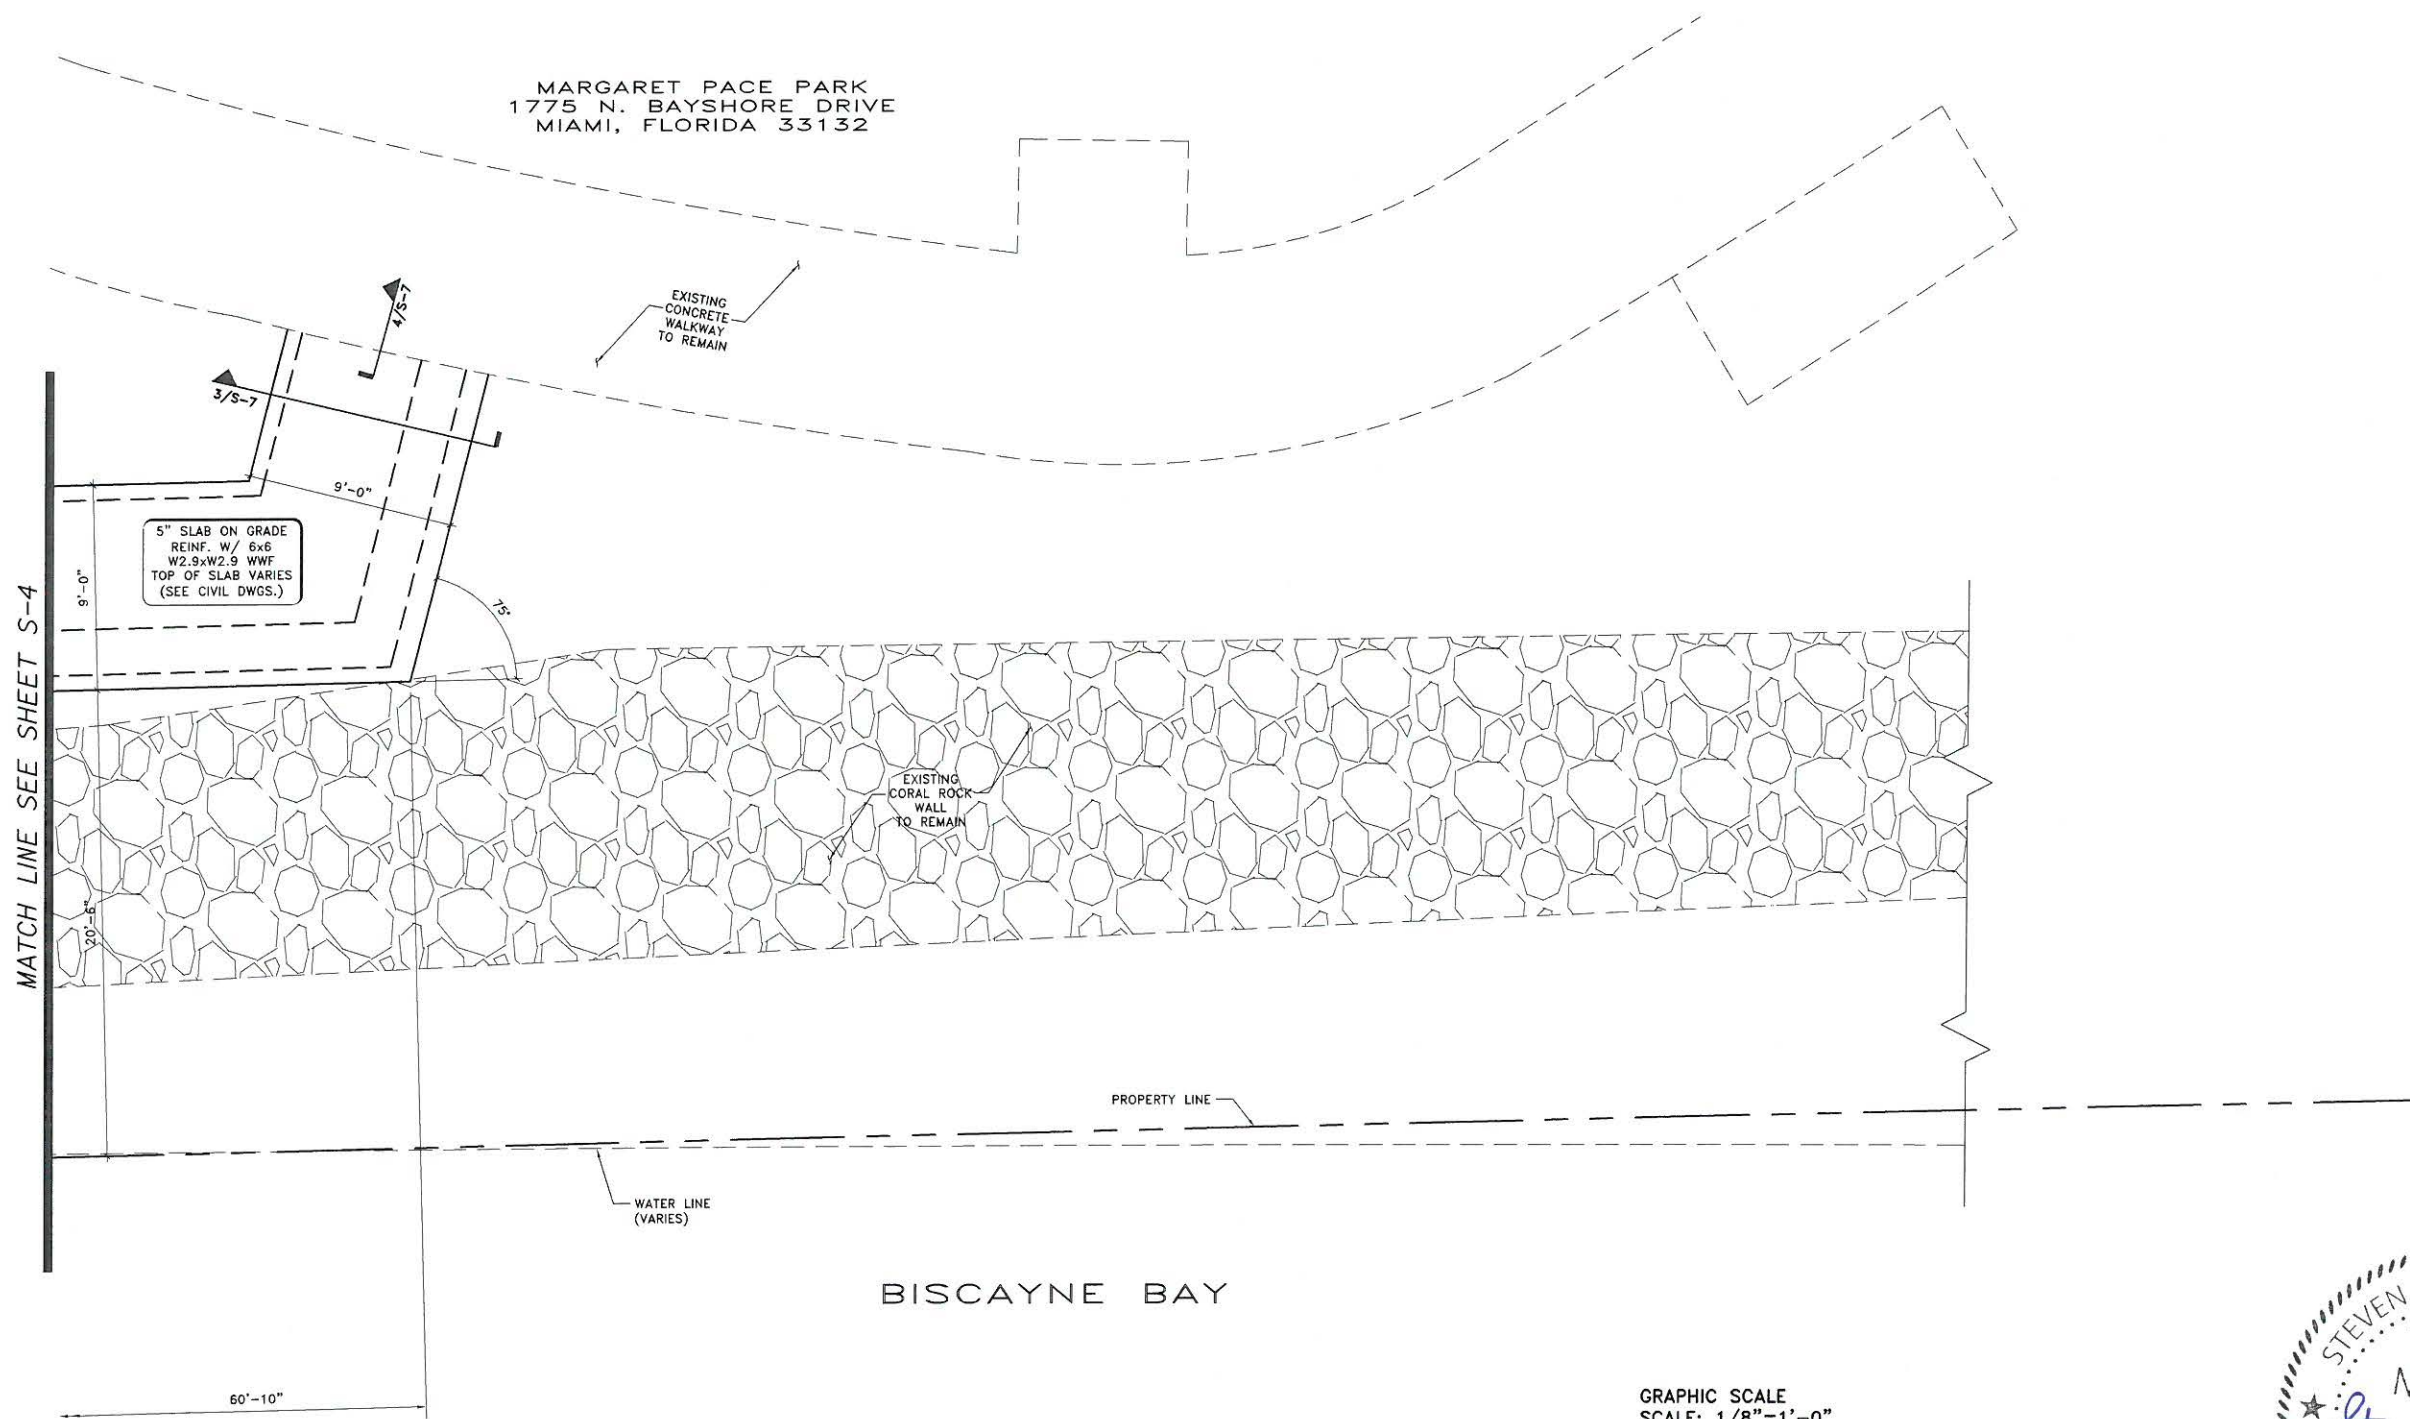 MARGARET PACE PARK
1775 N. BAYSHORE DRIVE
MIAMI, FLORIDA 33132
4/S-7
EXISTING
CONCRETE
WALKWAY
TO REMAIN
3/S-7
9'-0"
5" SLAB ON GRADE
REINF. W/ 6x6
W2.9xW2.9 WWF
TOP OF SLAB VARIES
(SEE CIVIL DWGS.)
9'-0"
75°
MATCH LINE SEE SHEET S-4
EXISTING
CORAL ROCK
WALL
TO REMAIN
20'-6"
PROPERTY LINE
WATER LINE
(VARIES)
BISCAYNE BAY
60'-10"
GRAPHIC SCALE
SCALE: 1/8"=1'-0"
STEVEN